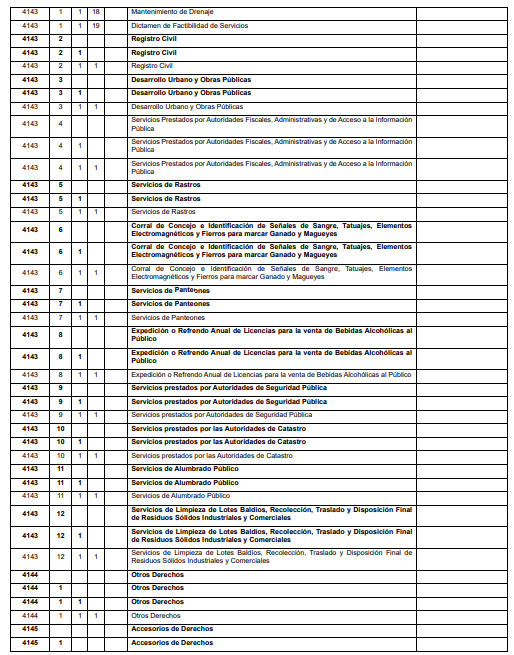 4143 1 1 18 Mantenimiento de Drenaje
4143 1 1 19 Dictamen de Factibilidad de Servicios
4143 2 Registro Civil
4143 2 1 Registro Civil
4143 2 1 1 Registro Civil
4143 3 Desarrollo Urbano y Obras Públicas
4143 3 1 Desarrollo Urbano y Obras Públicas
4143 3 1 1 Desarrollo Urbano y Obras Públicas
4143 4 Servicios Prestados por Autoridades Fiscales, Administrativas y de Acceso a la Información
Pública
4143 4 1 Servicios Prestados por Autoridades Fiscales, Administrativas y de Acceso a la Información
Pública
4143 4 1 1 Servicios Prestados por Autoridades Fiscales, Administrativas y de Acceso a la Información
Pública
4143 5 Servicios de Rastros
4143 5 1 Servicios de Rastros
4143 5 1 1 Servicios de Rastros
4143 6 Corral de Concejo e Identificación de Señales de Sangre, Tatuajes, Elementos
Electromagnéticos y Fierros para marcar Ganado y Magueyes
4143 6 1 Corral de Concejo e Identificación de Señales de Sangre, Tatuajes, Elementos
Electromagnéticos y Fierros para marcar Ganado y Magueyes
4143 6 1 1 Corral de Concejo e Identificación de Señales de Sangre, Tatuajes, Elementos
Electromagnéticos y Fierros para marcar Ganado y Magueyes
4143 7 Servicios de Panteones
4143 7 1 Servicios de Panteones
4143 7 1 1 Servicios de Panteones
4143 8 Expedición o Refrendo Anual de Licencias para la venta de Bebidas Alcohólicas al
Público
4143 8 1 Expedición o Refrendo Anual de Licencias para la venta de Bebidas Alcohólicas al
Público
4143 8 1 1 Expedición o Refrendo Anual de Licencias para la venta de Bebidas Alcohólicas al Público
4143 9 Servicios prestados por Autoridades de Seguridad Pública
4143 9 1 Servicios prestados por Autoridades de Seguridad Pública
4143 9 1 1 Servicios prestados por Autoridades de Seguridad Pública
4143 10 Servicios prestados por las Autoridades de Catastro
4143 10 1 Servicios prestados por las Autoridades de Catastro
4143 10 1 1 Servicios prestados por las Autoridades de Catastro
4143 11 Servicios de Alumbrado Público
4143 11 1 Servicios de Alumbrado Público
4143 11 1 1 Servicios de Alumbrado Público
4143 12 Servicios de Limpieza de Lotes Baldíos, Recolección, Traslado y Disposición Final
de Residuos Sólidos Industriales y Comerciales
4143 12 1 Servicios de Limpieza de Lotes Baldíos, Recolección, Traslado y Disposición Final
de Residuos Sólidos Industriales y Comerciales
4143 12 1 1 Servicios de Limpieza de Lotes Baldíos, Recolección, Traslado y Disposición Final de
Residuos Sólidos Industriales y Comerciales
4144 Otros Derechos
4144 1 Otros Derechos
4144 1 1 Otros Derechos
4144 1 1 1 Otros Derechos
4145 Accesorios de Derechos
4145 1 Accesorios de Derechos